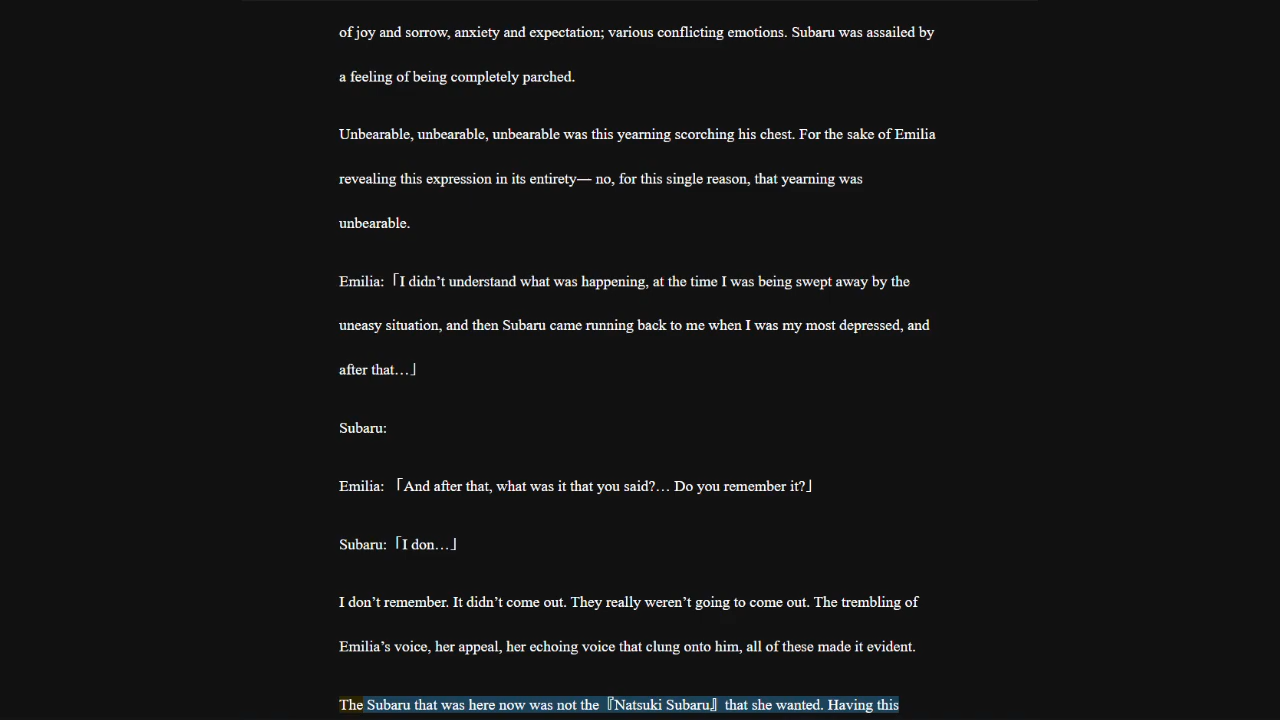 of joy and sorrow, anxiety and expectation; various conflicting emotions. Subaru was assailed by
a feeling of being completely parched.
Unbearable, unbearable, unbearable was this yearning scorching his chest. For the sake of Emilia
revealing this expression in its entirety— no, for this single reason, that yearning was
unbearable.
Emilia:「I didn’t understand what was happening, at the time I was being swept away by the
uneasy situation, and then Subaru came running back to me when I was my most depressed, and
after that…」
Subaru:
Emilia: 「And after that, what was it that you said?… Do you remember it?」
Subaru:「I don…」
I don’t remember. It didn’t come out. They really weren’t going to come out. The trembling of
Emilia’s voice, her appeal, her echoing voice that clung onto him, all of these made it evident.
The Subaru that was here now was not the『Natsuki Subaru』that she wanted. Having this